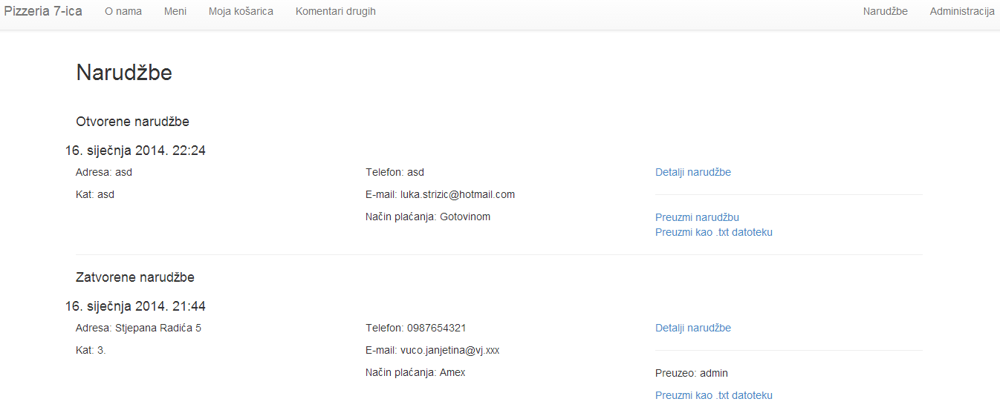 Pizzeria 7-ica O nama Meni Moja košarica Komentari drugih Narudžbe Administracija
Narudžbe
Otvorene narudžbe
16. siječnja 2014. 22:24
Adresa: asd Telefon: asd Detalji narudžbe
Kat: asd E-mail: luka.strizic@hotmail.com
Način plaćanja: Gotovinom Preuzmi narudžbu
Preuzmi kao .txt datoteku
Zatvorene narudžbe
16. siječnja 2014. 21:44
Adresa: Stjepana Radića 5 Telefon: 0987654321 Detalji narudžbe
Kat: 3. E-mail: vuco.janjetina@vj.xxx
Način plaćanja: Amex Preuzeo: admin
Preuzmi kao .txt datoteku